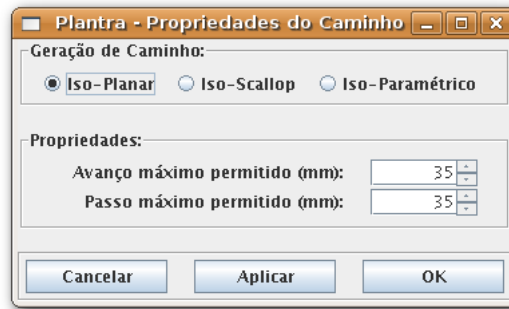 Plantra - Propriedades do Caminho
Geração de Caminho:
Iso-Planar Iso-Scallop Iso-Paramétrico
Propriedades:
Avanço máximo permitido (mm): 35
Passo máximo permitido (mm): 35
Cancelar Aplicar OK